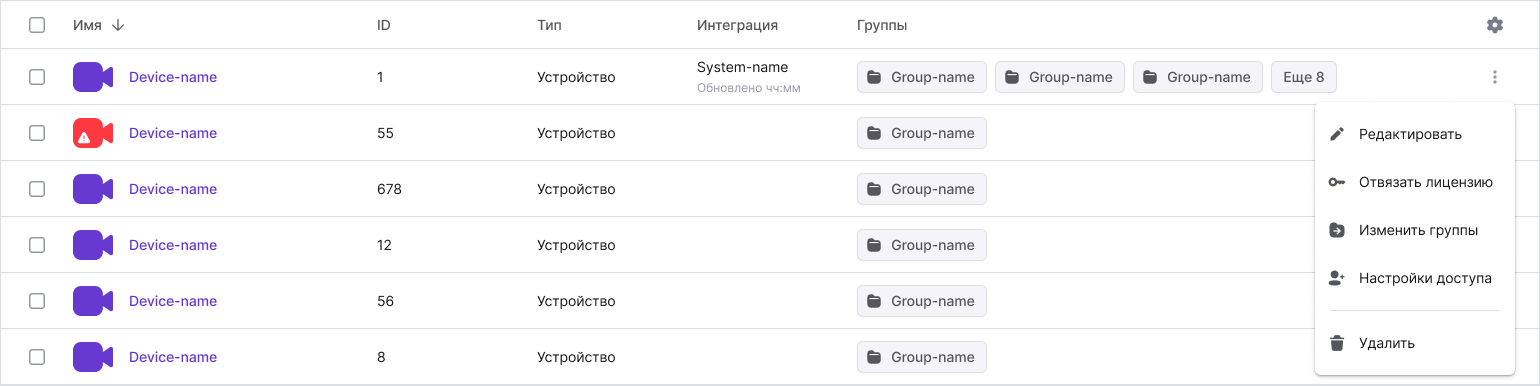 Имя ID Тип Интеграция Группы
Device-name 1 Устройство System-name Group-name Group-name Group-name Еще 8
Обновлено чч:мм
Device-name 55 Устройство Group-name
Device-name 678 Устройство Group-name
Device-name 12 Устройство Group-name
Device-name 56 Устройство Group-name
Device-name 8 Устройство Group-name
Редактировать
Отвязать лицензию
Изменить группы
Настройки доступа
Удалить